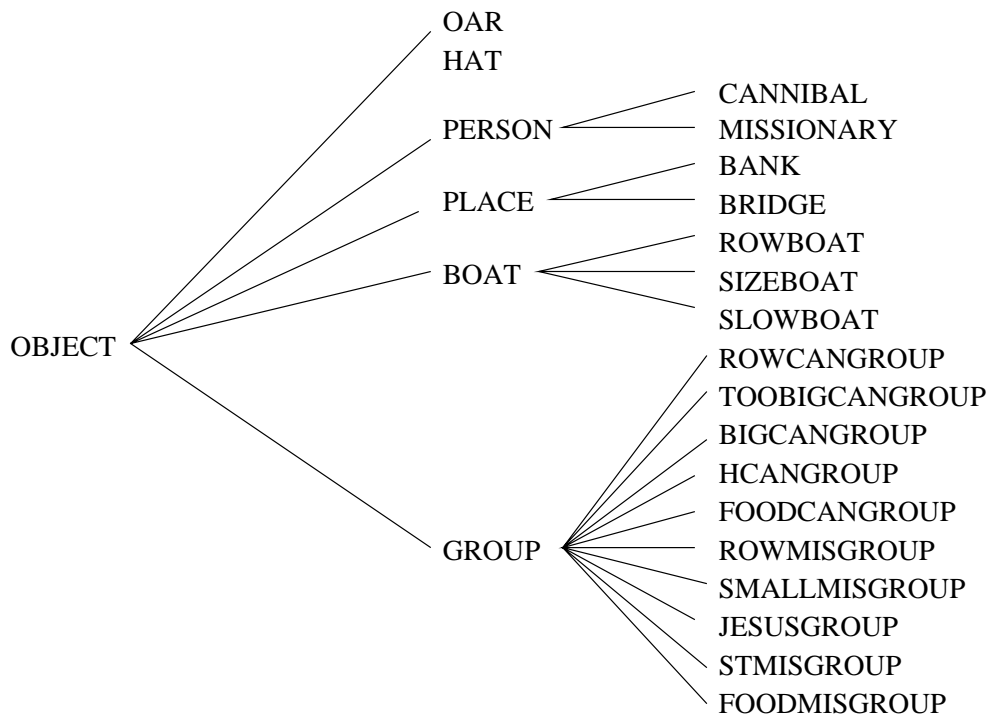 OAR
HAT
CANNIBAL
PERSON
MISSIONARY
BANK
PLACE
BRIDGE
ROWBOAT
BOAT
SIZEBOAT
SLOWBOAT
OBJECT
ROWCANGROUP
TOOBIGCANGROUP
BIGCANGROUP
HCANGROUP
FOODCANGROUP
GROUP
ROWMISGROUP
SMALLMISGROUP
JESUSGROUP
STMISGROUP
FOODMISGROUP